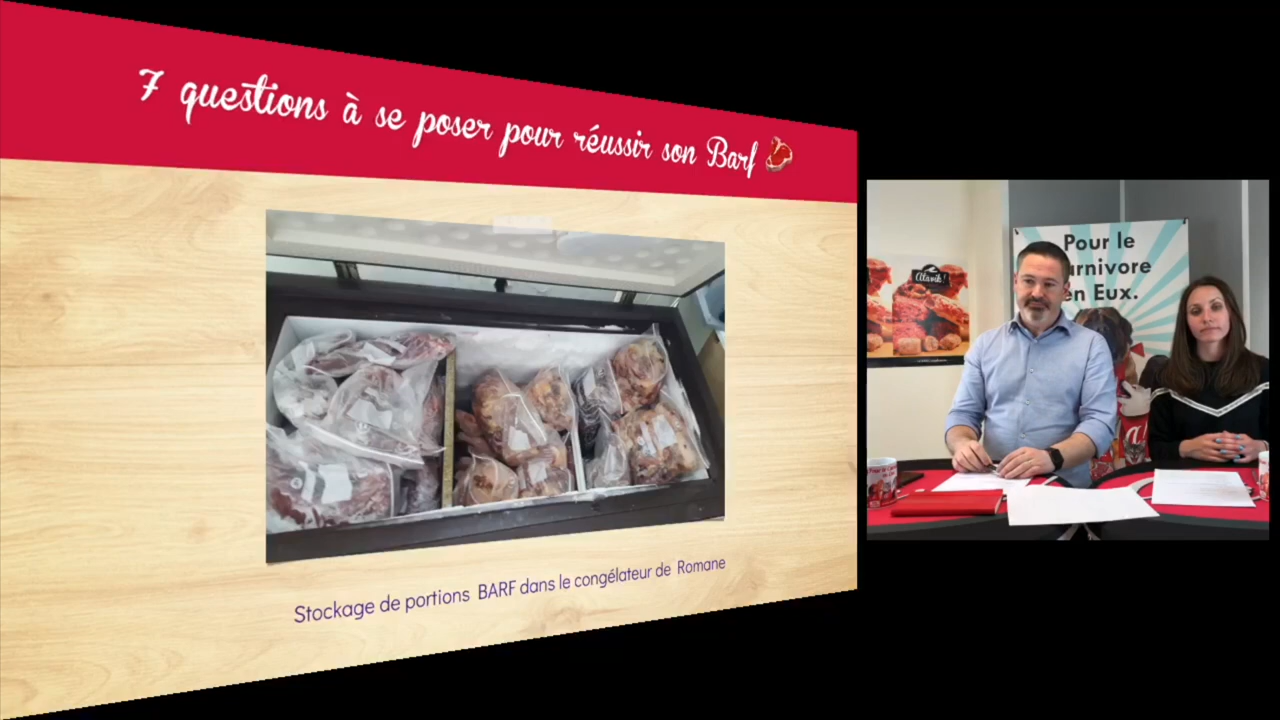 7 questions à se poser pour réussir son Barf
Stockage de portions BARF dans le congélateur de Romane
Pour le
en Eux.